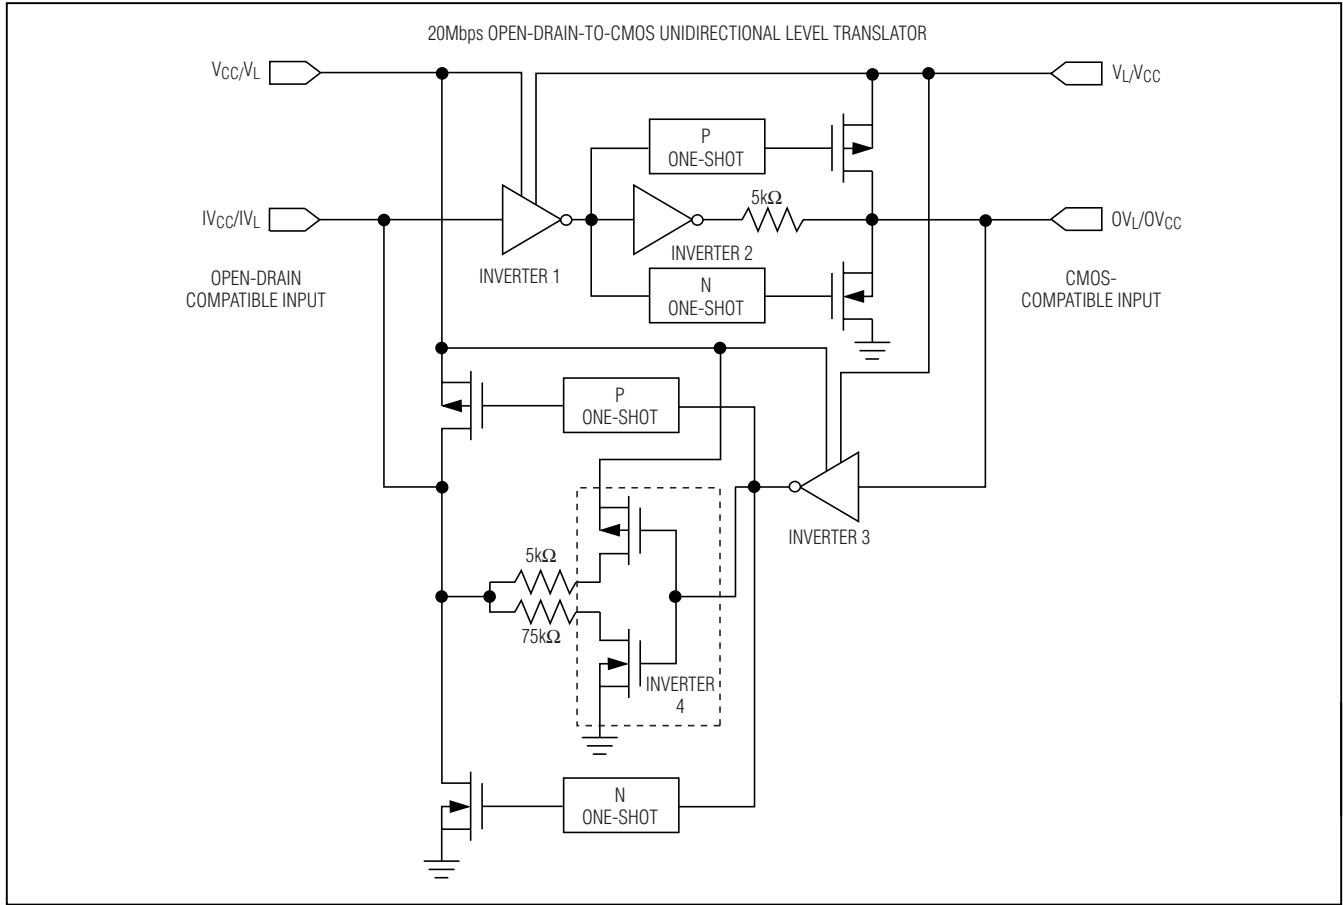 20Mbps OPEN-DRAIN-TO-CMOS UNIDIRECTIONAL LEVEL TRANSLATOR
VCC/VL
VL/VCC
P
ONE-SHOT
5kΩ
IVCC/IVL
OVL/OVCC
INVERTER 1
INVERTER 2
OPEN-DRAIN
COMPATIBLE INPUT
N
ONE-SHOT
CMOS-
COMPATIBLE INPUT
P
ONE-SHOT
INVERTER 3
5kΩ
75kΩ
INVERTER
4
N
ONE-SHOT